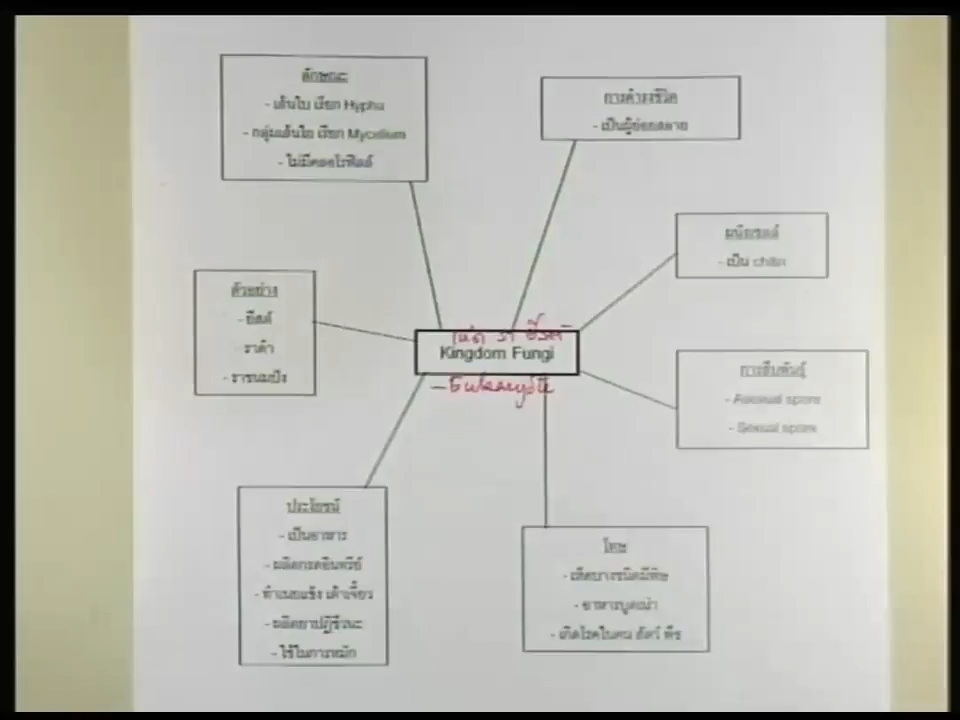 ลักษณะ
- เส้นใย เรียก Hypha
- กลุ่มเส้นใย เรียก Mycelium
- ไม่มีคลอโรฟิลล์
การดำรงชีวิต
- เป็นผู้ย่อยสลาย
ผนังเซลล์
- เป็น chitin
ตัวอย่าง
- ยีสต์
- ราดำ
- ราขนมปัง
เห็ด รา ยีสต์
Kingdom Fungi
- Eukaryote
การสืบพันธุ์
- Asexual spore
- Sexual spore
ประโยชน์
- เป็นอาหาร
- ผลิตกรดอินทรีย์
- ทำเนยแข็ง เต้าเจี้ยว
- ผลิตยาปฏิชีวนะ
- ใช้ในการหมัก
โทษ
- เห็ดบางชนิดมีพิษ
- อาหารบูดเน่า
- เกิดโรคในคน สัตว์ พืช